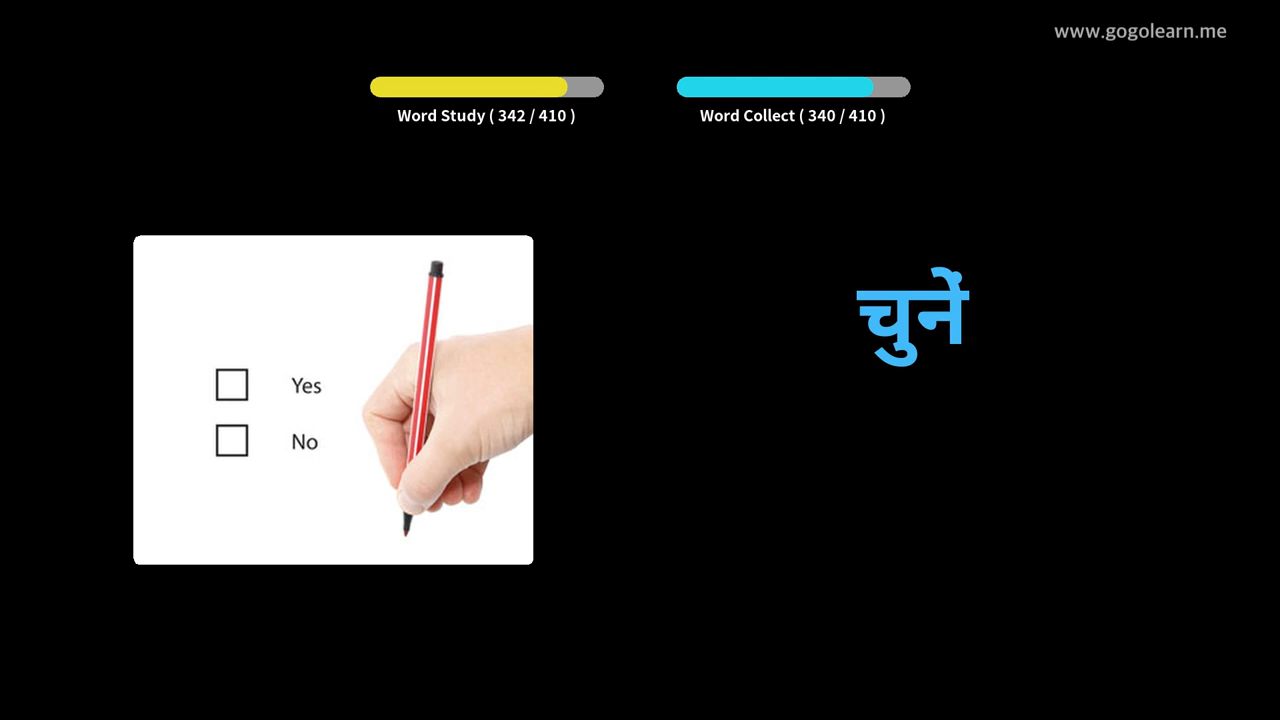 www.gogolearn.me
Word Study ( 342 / 410 )
Word Collect ( 340 / 410 )
चुनें
Yes
No